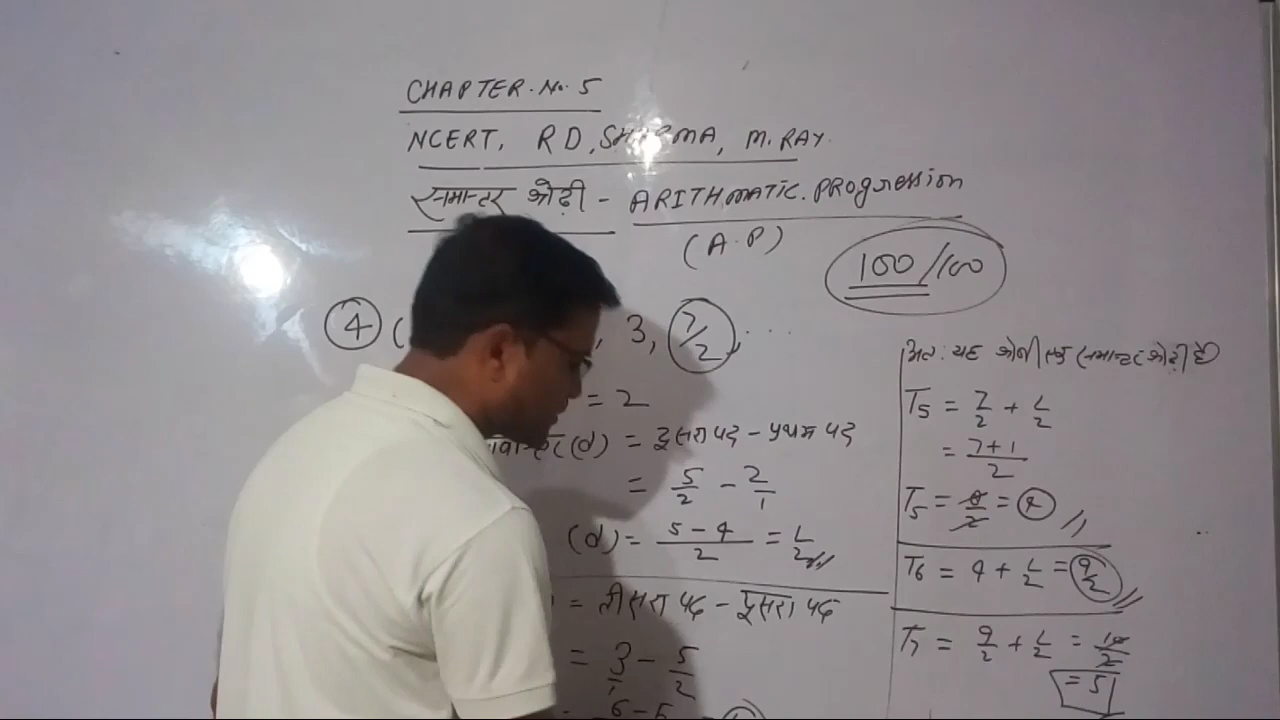 CHAPTER. No. 5
NCERT, RD, SHARMA, M. RAY.
समान्तर श्रेढ़ी - ARITHMATIC. PROgression
(A.P)
100/100
④ ( , 3, 7/2, ....
= 2
(d) = दूसरा पद - प्रथम पद
= 5/2 - 2/1
(d) = 5-4/2 = 1/2
= तीसरा पद - दूसरा पद
= 3/1 - 5/2
6-5
अतः यह श्रेढ़ी समान्तर श्रेढ़ी है
T5 = 7/2 + 1/2
= 7+1/2
T5 = 8/2 = 4
T6 = 4 + 1/2 = 9/2
T7 = 9/2 + 1/2 = 10/2
= 5